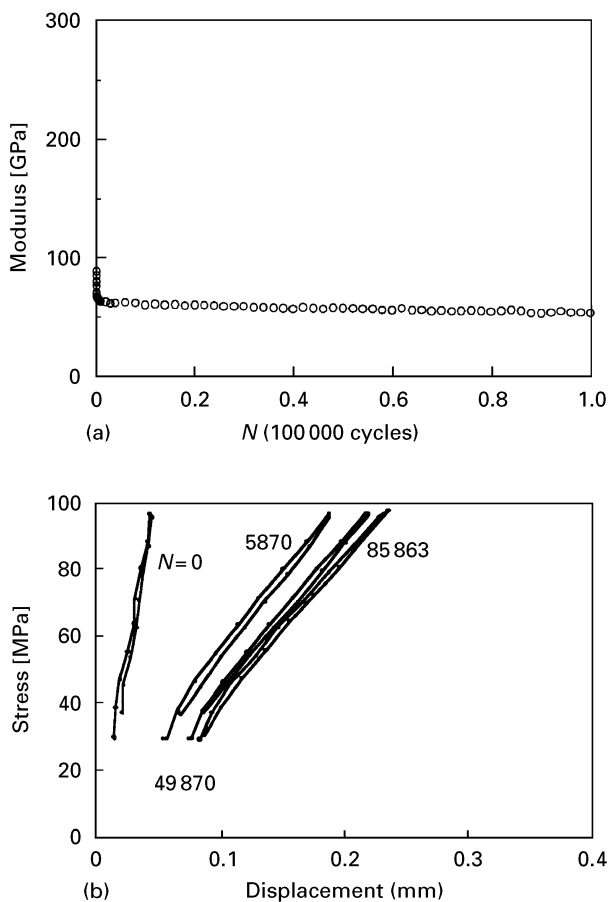 300
200
100
0
Modulus [GPa]
0 0.2 0.4 0.6 0.8 1.0
(a) N (100 000 cycles)
100
80
60
40
20
0
Stress [MPa]
N = 0
5870
85 863
49 870
0 0.1 0.2 0.3 0.4
(b) Displacement (mm)